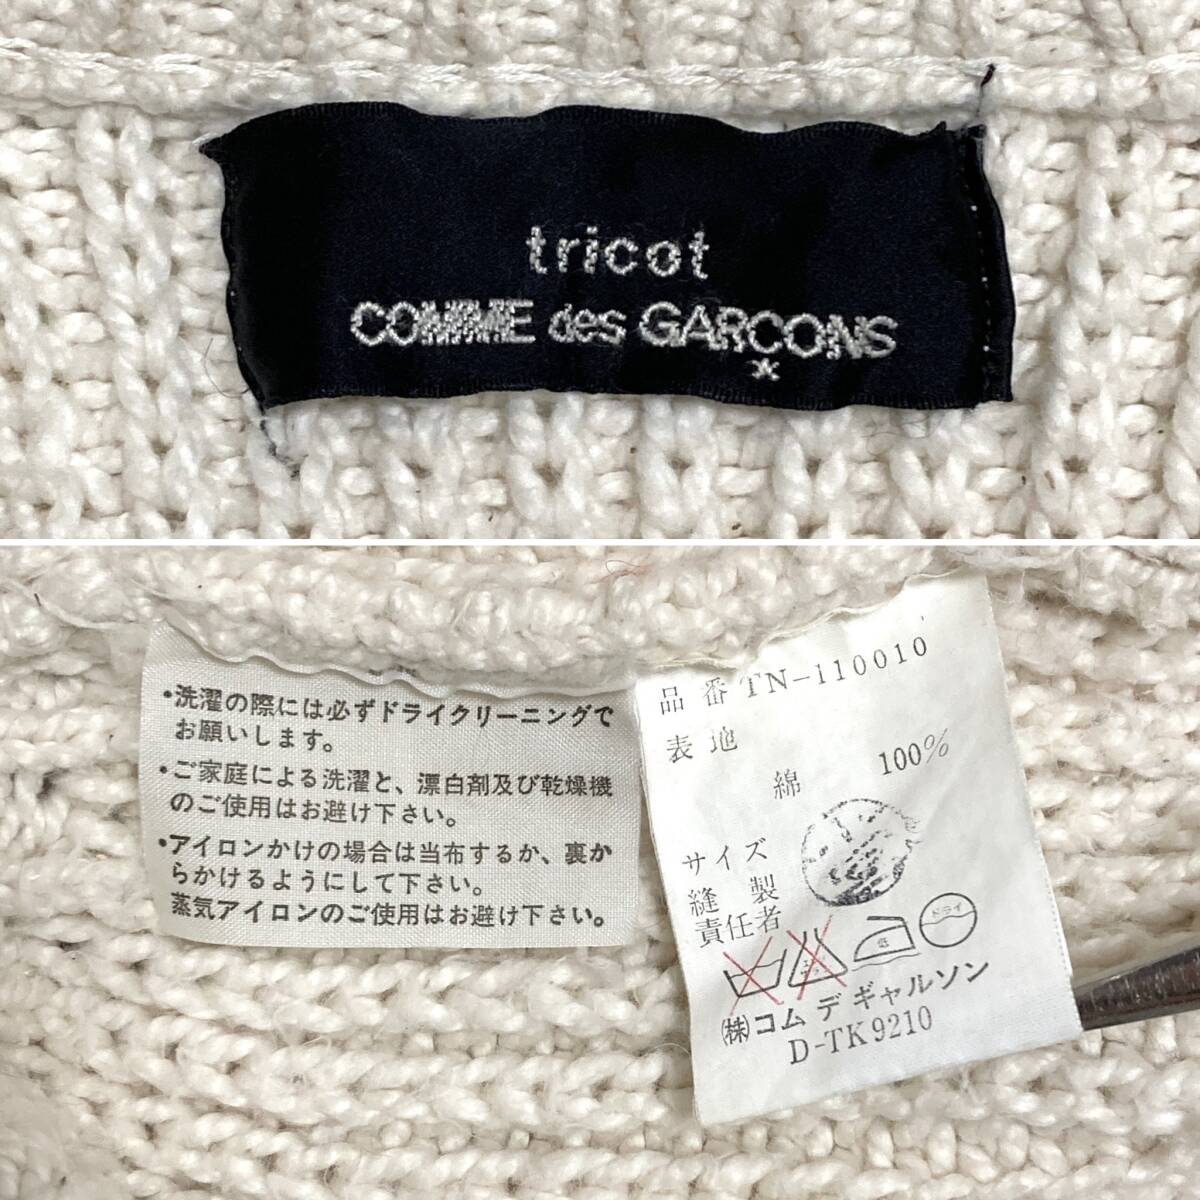 tricot
COMME des GARCONS
•洗濯の際には必ずドライクリーニングで
お願いします。
•ご家庭による洗濯と、漂白剤及び乾燥機
のご使用はお避け下さい。
•アイロンかけの場合は当布するか、裏か
らかけるようにして下さい。
蒸気アイロンのご使用はお避け下さい。
品番 TN-110010
表地
綿 100%
サイズ
縫製
責任者
低 ドライ
(株)コム デ ギャルソン
D-TK9210